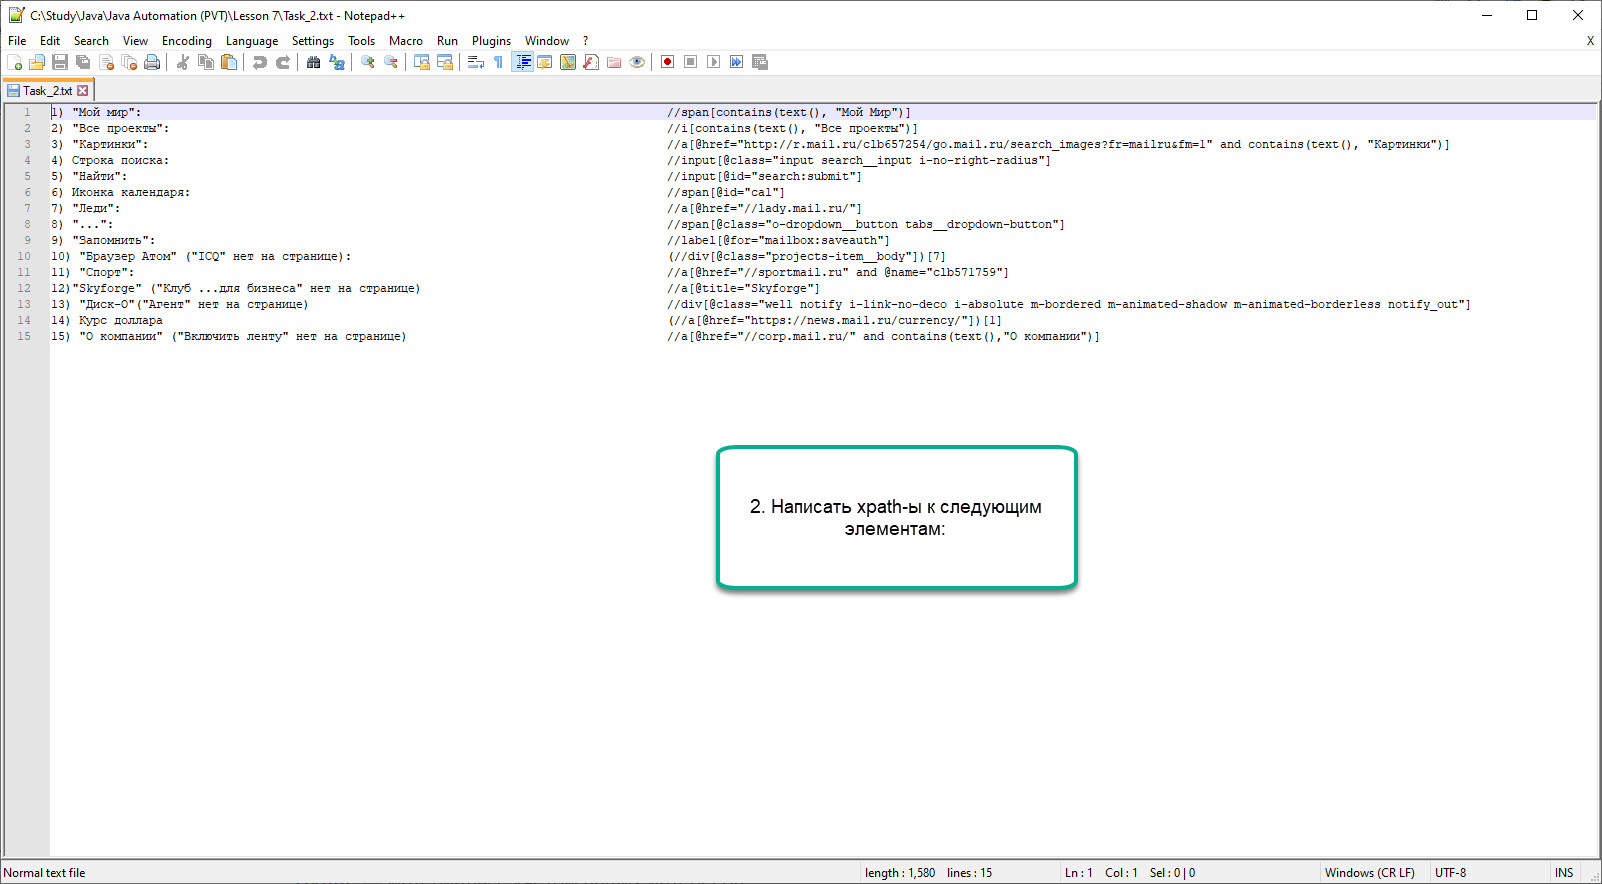 C:\Study\Java\Java Automation (PVT)\Lesson 7\Task_2.txt - Notepad++
File Edit Search View Encoding Language Settings Tools Macro Run Plugins Window ? X
Task_2.txt
1 1) "Мой мир": //span[contains(text(), "Мой Мир")]
2 2) "Все проекты": //i[contains(text(), "Все проекты")]
3 3) "Картинки": //a[@href="http://r.mail.ru/clb657254/go.mail.ru/search_images?fr=mailru&fm=1" and contains(text(), "Картинки")]
4 4) Строка поиска: //input[@class="input search__input i-no-right-radius"]
5 5) "Найти": //input[@id="search:submit"]
6 6) Иконка календаря: //span[@id="cal"]
7 7) "Леди": //a[@href="//lady.mail.ru/"]
8 8) "...": //span[@class="o-dropdown__button tabs__dropdown-button"]
9 9) "Запомнить": //label[@for="mailbox:saveauth"]
10 10) "Браузер Атом" ("ICQ" нет на странице): (//div[@class="projects-item__body"])[7]
11 11) "Спорт": //a[@href="//sportmail.ru" and @name="clb571759"]
12 12)"Skyforge" ("Клуб ...для бизнеса" нет на странице) //a[@title="Skyforge"]
13 13) "Диск-О"("Агент" нет на странице) //div[@class="well notify i-link-no-deco i-absolute m-bordered m-animated-shadow m-animated-borderless notify_out"]
14 14) Курс доллара (//a[@href="https://news.mail.ru/currency/"])[1]
15 15) "О компании" ("Включить ленту" нет на странице) //a[@href="//corp.mail.ru/" and contains(text(),"О компании")]
2. Написать xpath-ы к следующим
элементам:
Normal text file length : 1,580 lines : 15 Ln : 1 Col : 1 Sel : 0 | 0 Windows (CR LF) UTF-8 INS